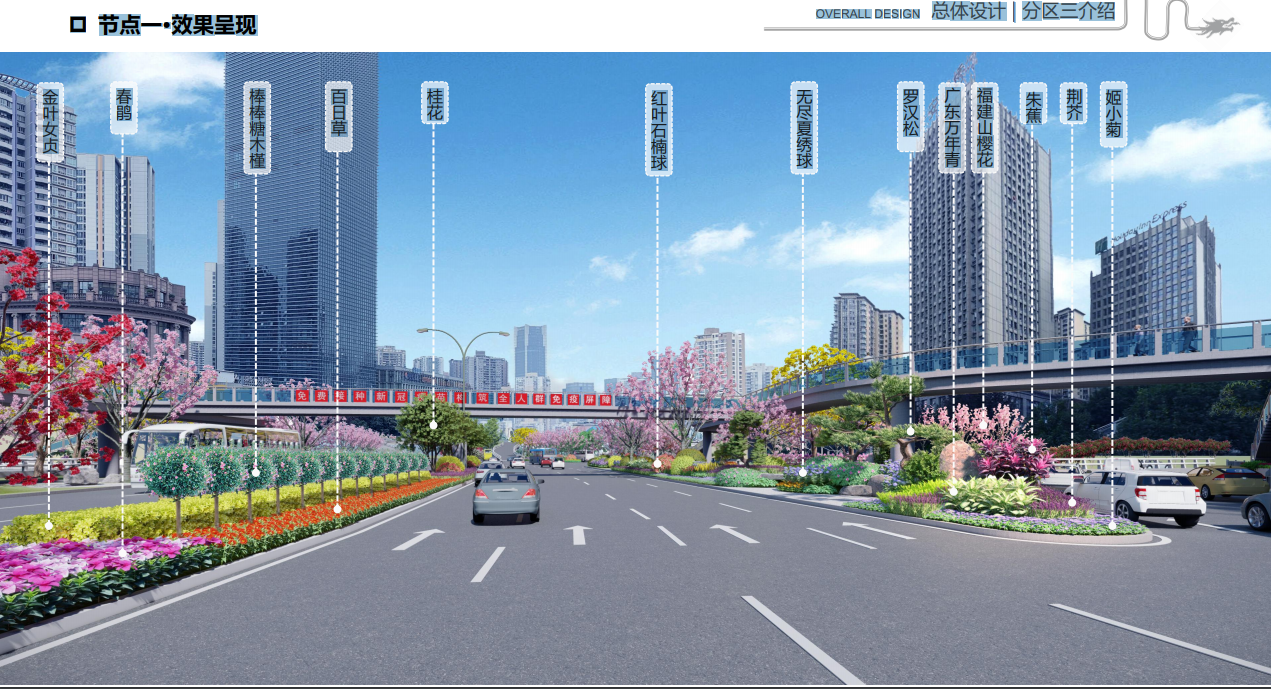 节点一·效果呈现
OVERALL DESIGN 总体设计 | 分区三介绍
金叶女贞
春鹃
棒棒糖木槿
百日草
桂花
红叶石楠球
无尽夏绣球
罗汉松
广东万年青
福建山樱花
朱蕉
荆芥
姬小菊
免费接种新冠疫苗构筑全人群免疫屏障